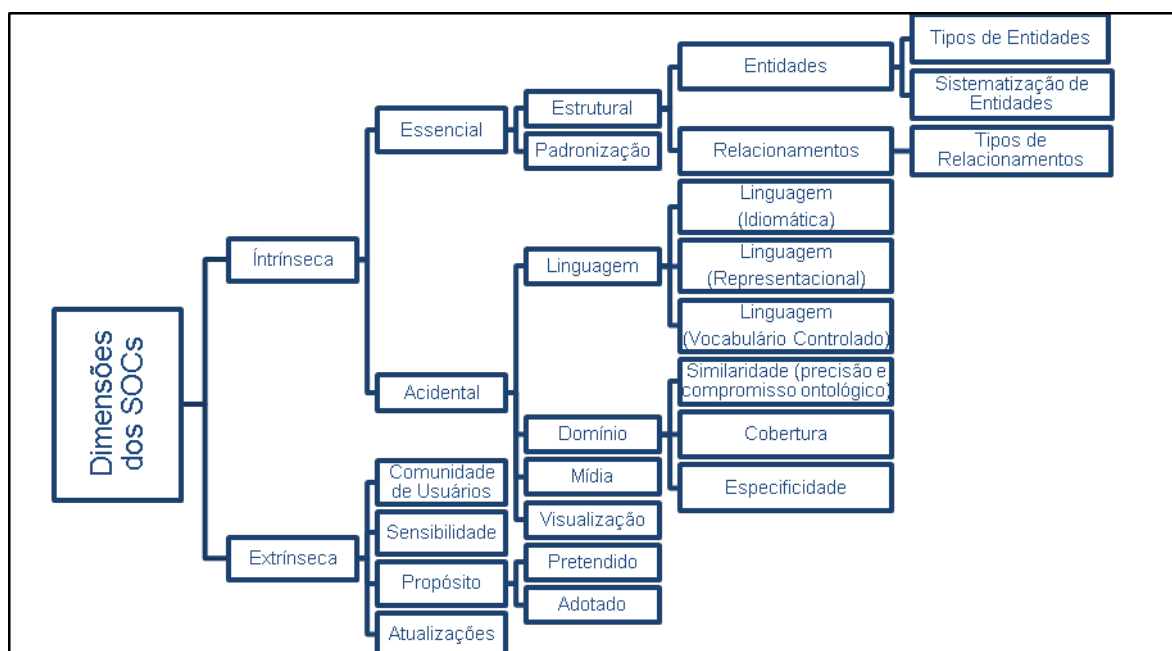 Tipos de Entidades
Entidades
Sistematização de
Entidades
Estrutural
Essencial
Padronização
Relacionamentos
Tipos de
Relacionamentos
Linguagem
(Idiomática)
Íntrínseca
Linguagem
Linguagem
(Representacional)
Linguagem
(Vocabulário Controlado)
Dimensões
dos SOCs
Acidental
Similaridade (precisão e
compromisso ontológico)
Domínio
Cobertura
Comunidade
de Usuários
Mídia
Especificidade
Sensibilidade
Visualização
Extrínseca
Propósito
Pretendido
Adotado
Atualizações